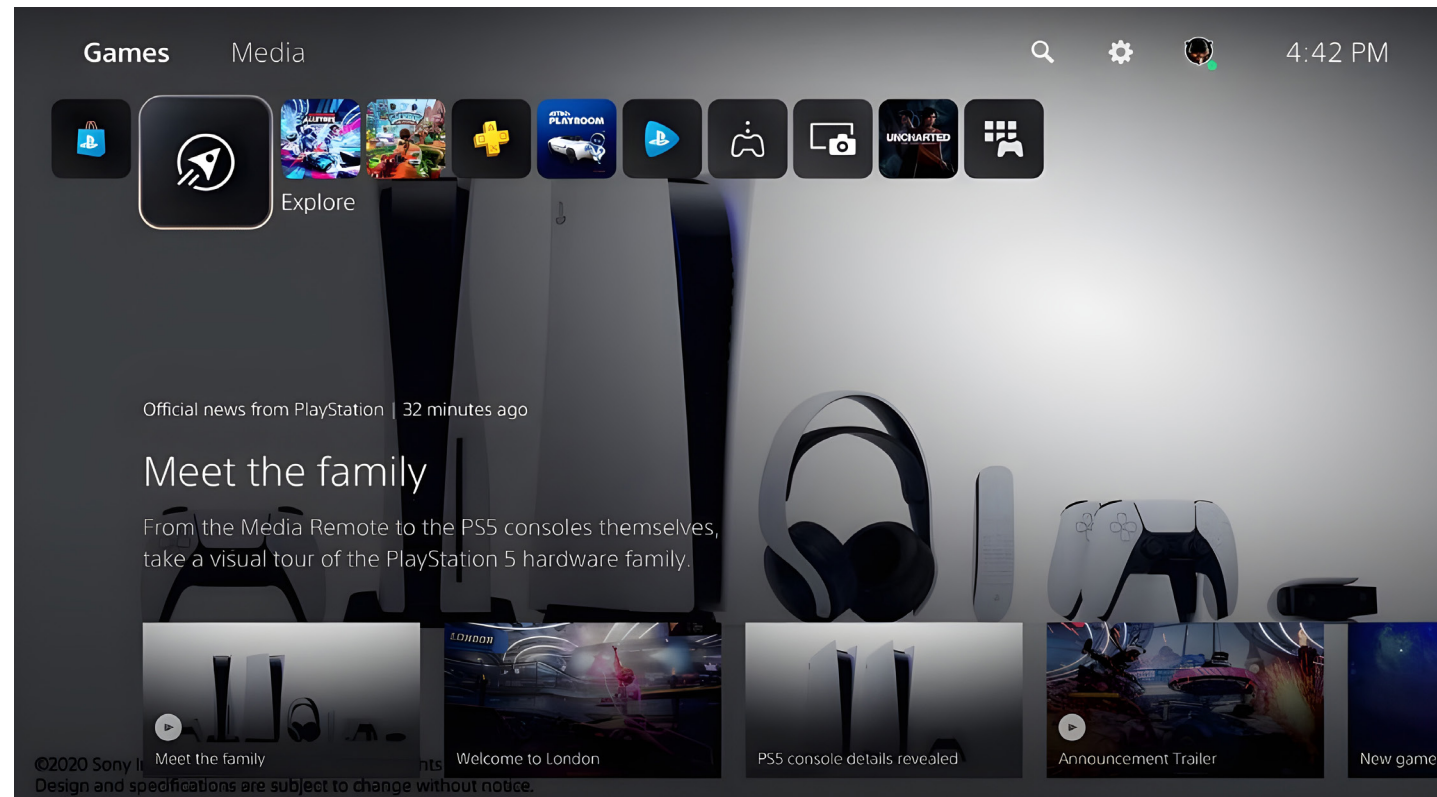 Games Media 4:42 PM
ALLSTARS
ASTRO's
PLAYROOM
UNCHARTED
Explore
Official news from PlayStation | 32 minutes ago
Meet the family
From the Media Remote to the PS5 consoles themselves,
take a visual tour of the PlayStation 5 hardware family.
LONDON
Meet the family
Welcome to London
PS5 console details revealed
Announcement Trailer
New game
©2020 Sony
Design and specifications are subject to change without notice.